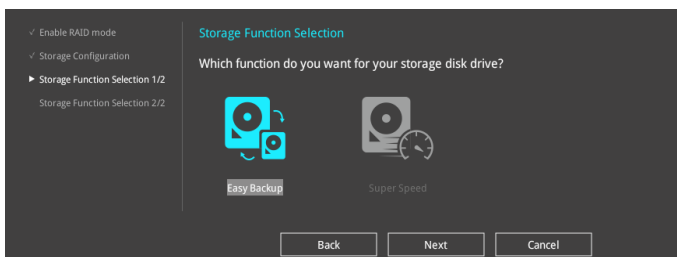 ✓ Enable RAID mode
✓ Storage Configuration
► Storage Function Selection 1/2
Storage Function Selection 2/2
Storage Function Selection
Which function do you want for your storage disk drive?
Easy Backup
Super Speed
Back
Next
Cancel